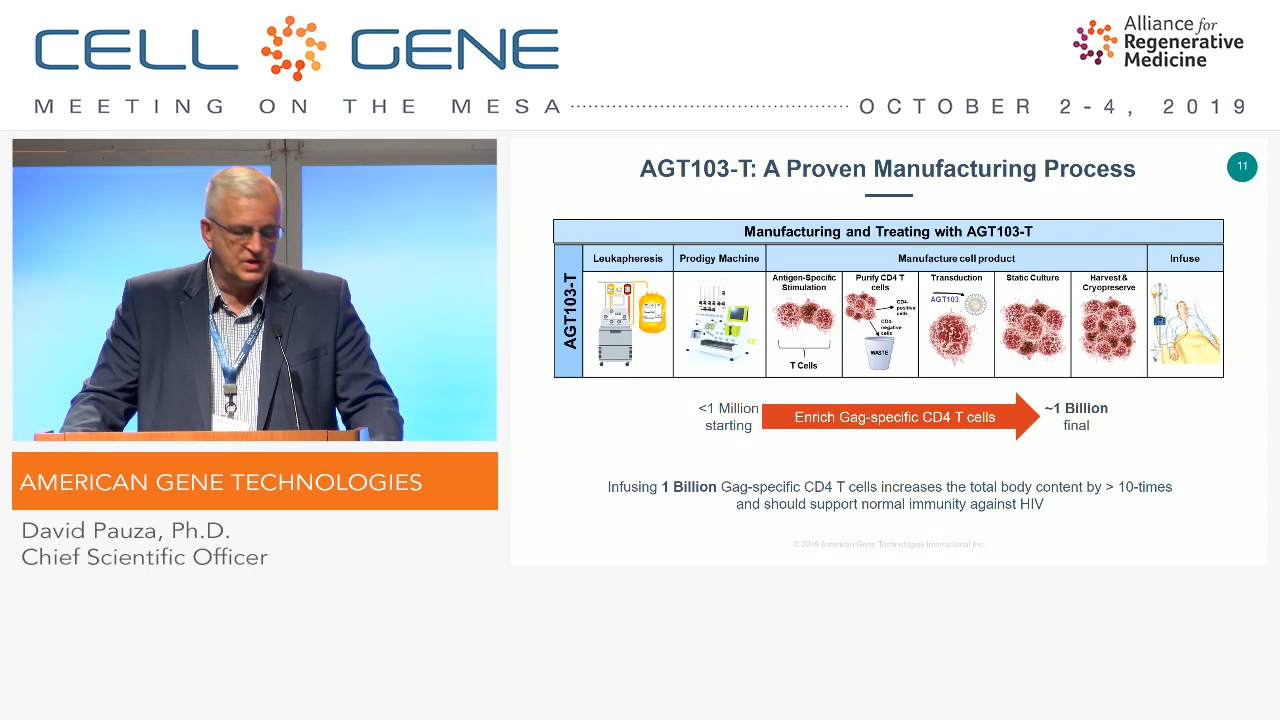 CELL GENE
Alliance for
Regenerative
Medicine
MEETING ON THE MESA
OCTOBER 2-4, 2019
AGT103-T: A Proven Manufacturing Process
11
Manufacturing and Treating with AGT103-T
AGT103-T
Leukapheresis
Prodigy Machine
Manufacture cell product
Infuse
Antigen-Specific
Stimulation
T Cells
Purify CD4 T
cells
CD4-
positive
cells
CD4-
negative
cells
WASTE
Transduction
AGT103
Static Culture
Harvest &
Cryopreserve
<1 Million
starting
Enrich Gag-specific CD4 T cells
~1 Billion
final
Infusing 1 Billion Gag-specific CD4 T cells increases the total body content by > 10-times
and should support normal immunity against HIV
© 2019 American Gene Technologies International Inc.
AMERICAN GENE TECHNOLOGIES
David Pauza, Ph.D.
Chief Scientific Officer